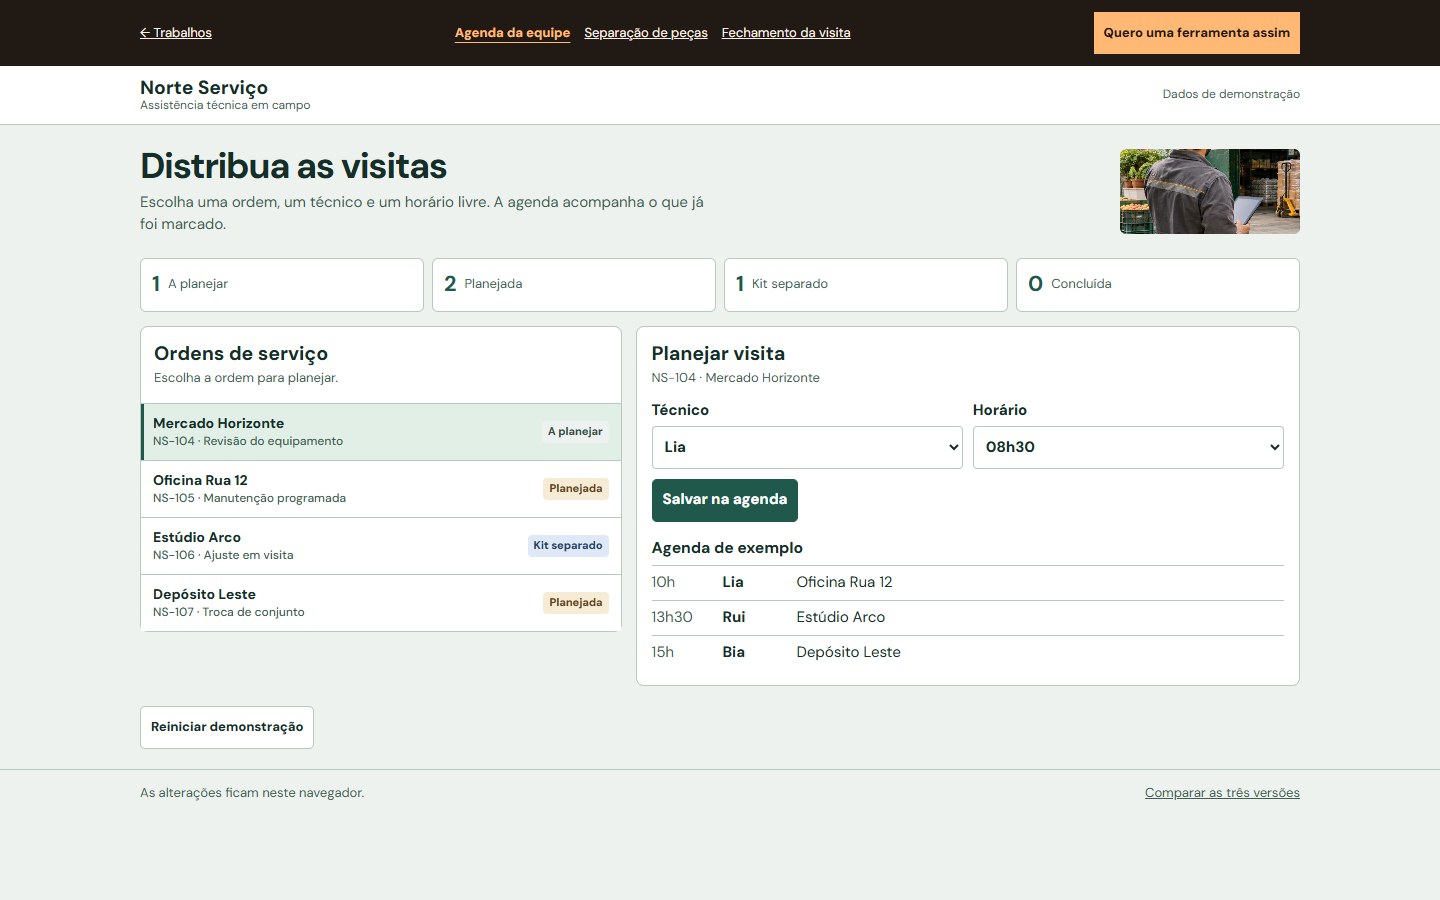 ← Trabalhos
Agenda da equipe
Separação de peças
Fechamento da visita
Quero uma ferramenta assim
Norte Serviço
Assistência técnica em campo
Dados de demonstração
Distribua as visitas
Escolha uma ordem, um técnico e um horário livre. A agenda acompanha o que já
foi marcado.
1 A planejar
2 Planejada
1 Kit separado
0 Concluída
Ordens de serviço
Escolha a ordem para planejar.
Mercado Horizonte
NS-104 · Revisão do equipamento
A planejar
Oficina Rua 12
NS-105 · Manutenção programada
Planejada
Estúdio Arco
NS-106 · Ajuste em visita
Kit separado
Depósito Leste
NS-107 · Troca de conjunto
Planejada
Planejar visita
NS-104 · Mercado Horizonte
Técnico
Horário
Lia
08h30
Salvar na agenda
Agenda de exemplo
10h Lia Oficina Rua 12
13h30 Rui Estúdio Arco
15h Bia Depósito Leste
Reiniciar demonstração
As alterações ficam neste navegador.
Comparar as três versões